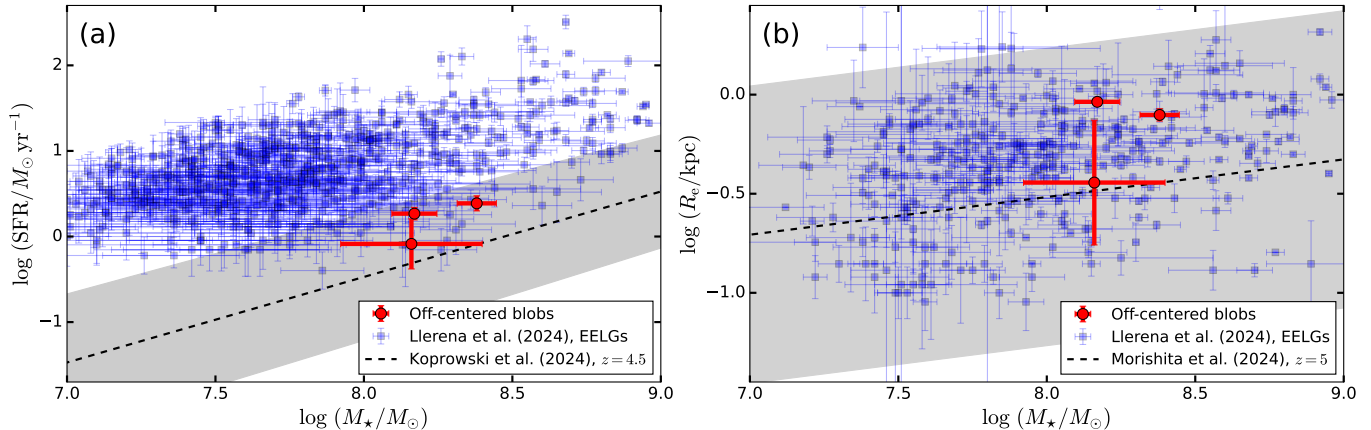 (a)
2
1
0
−1
log (SFR/M⊙ yr⁻¹)
Off-centered blobs
Llerena et al. (2024), EELGs
Koprowski et al. (2024), z = 4.5
7.0 7.5 8.0 8.5 9.0
log (M⋆/M⊙)
(b)
0.0
−0.5
−1.0
log (Re/kpc)
Off-centered blobs
Llerena et al. (2024), EELGs
Morishita et al. (2024), z = 5
7.0 7.5 8.0 8.5 9.0
log (M⋆/M⊙)